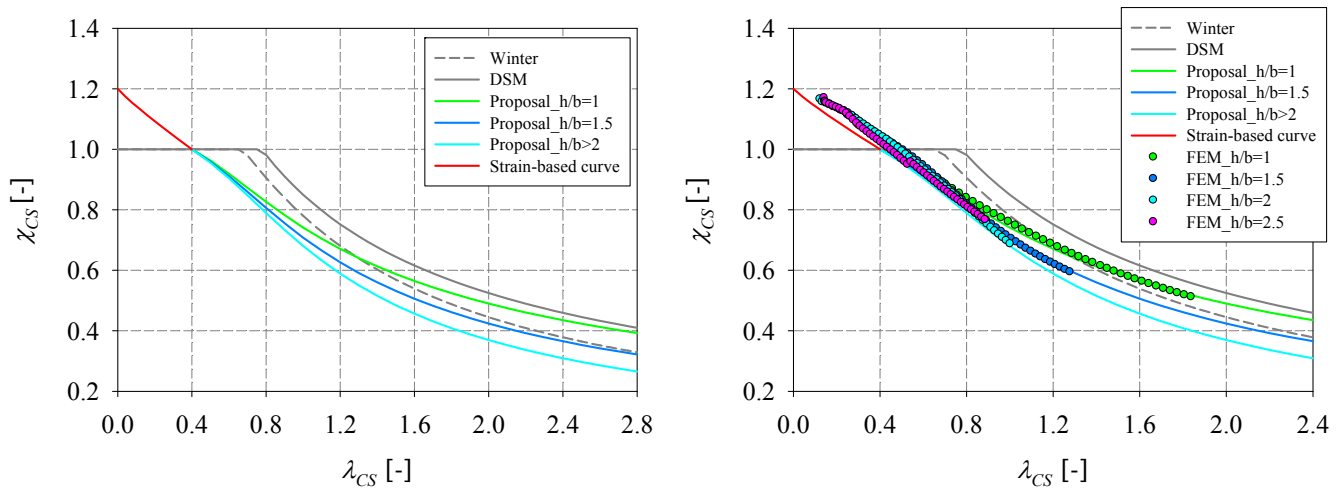 1.4
1.2
1.0
0.8
0.6
0.4
0.2
χCS [-]
0.0 0.4 0.8 1.2 1.6 2.0 2.4 2.8
λCS [-]
Winter
DSM
Proposal_h/b=1
Proposal_h/b=1.5
Proposal_h/b>2
Strain-based curve
1.4
1.2
1.0
0.8
0.6
0.4
0.2
χCS [-]
0.0 0.4 0.8 1.2 1.6 2.0 2.4
λCS [-]
Winter
DSM
Proposal_h/b=1
Proposal_h/b=1.5
Proposal_h/b>2
Strain-based curve
FEM_h/b=1
FEM_h/b=1.5
FEM_h/b=2
FEM_h/b=2.5